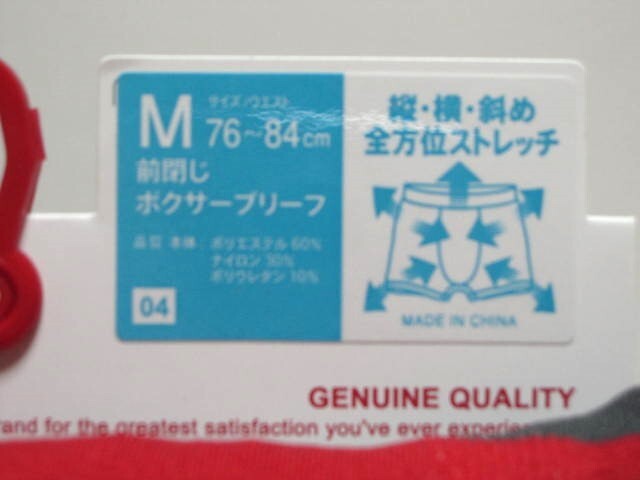 M サイズ/ウエスト
76〜84cm
前閉じ
ボクサーブリーフ
品質 本体：ポリエステル 60%
ナイロン 30%
ポリウレタン 10%
04
縦・横・斜め
全方位ストレッチ
MADE IN CHINA
GENUINE QUALITY
rand for the greatest satisfaction you've ever